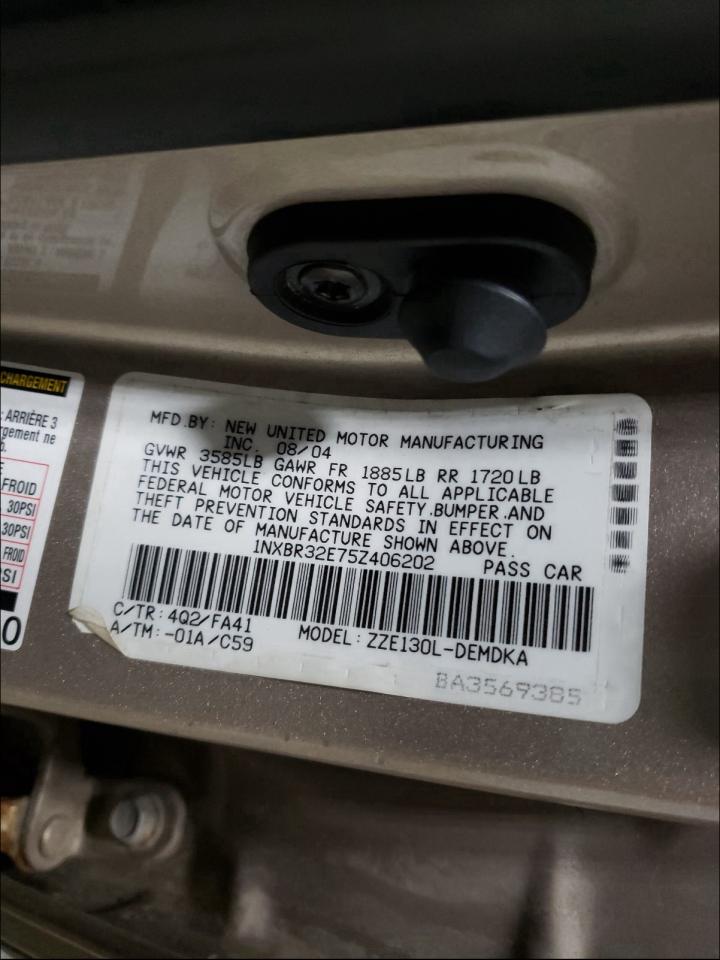 CHARGEMENT
ARRIÈRE 3
gement ne
FROID
30PSI
30PSI
FROID
PSI
0
MFD.BY: NEW UNITED MOTOR MANUFACTURING
INC. 08/04
GVWR 3585LB GAWR FR 1885LB RR 1720LB
THIS VEHICLE CONFORMS TO ALL APPLICABLE
FEDERAL MOTOR VEHICLE SAFETY.BUMPER.AND
THEFT PREVENTION STANDARDS IN EFFECT ON
THE DATE OF MANUFACTURE SHOWN ABOVE.
1NXBR32E75Z406202 PASS CAR
C/TR: 4Q2/FA41
A/TM: -01A/C59
MODEL: ZZE130L-DEMDKA
BA3569385